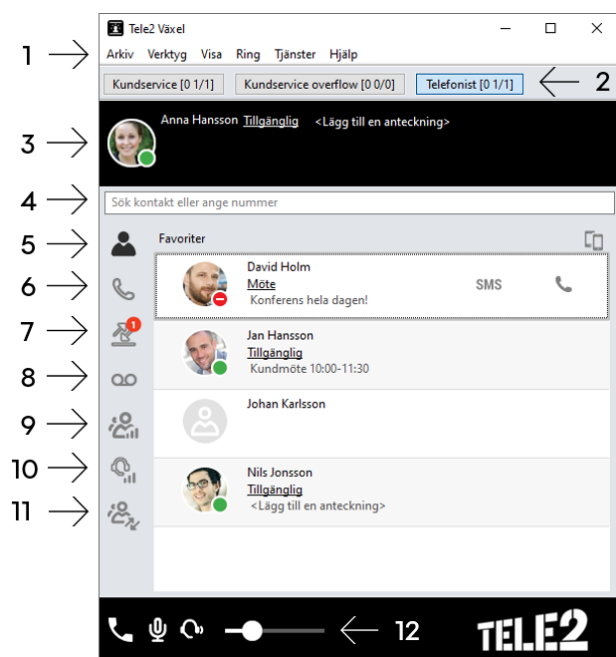 Tele2 Växel
1
Arkiv Verktyg Visa Ring Tjänster Hjälp
Kundservice [0 1/1] Kundservice overflow [0 0/0] Telefonist [0 1/1]
2
3
Anna Hansson Tillgänglig <Lägg till en anteckning>
4
Sök kontakt eller ange nummer
5
Favoriter
David Holm
6
Möte
SMS
Konferens hela dagen!
7
1
Jan Hansson
Tillgänglig
Kundmöte 10:00-11:30
8
Johan Karlsson
9
10
Nils Jonsson
Tillgänglig
11
<Lägg till en anteckning>
12
TELE2